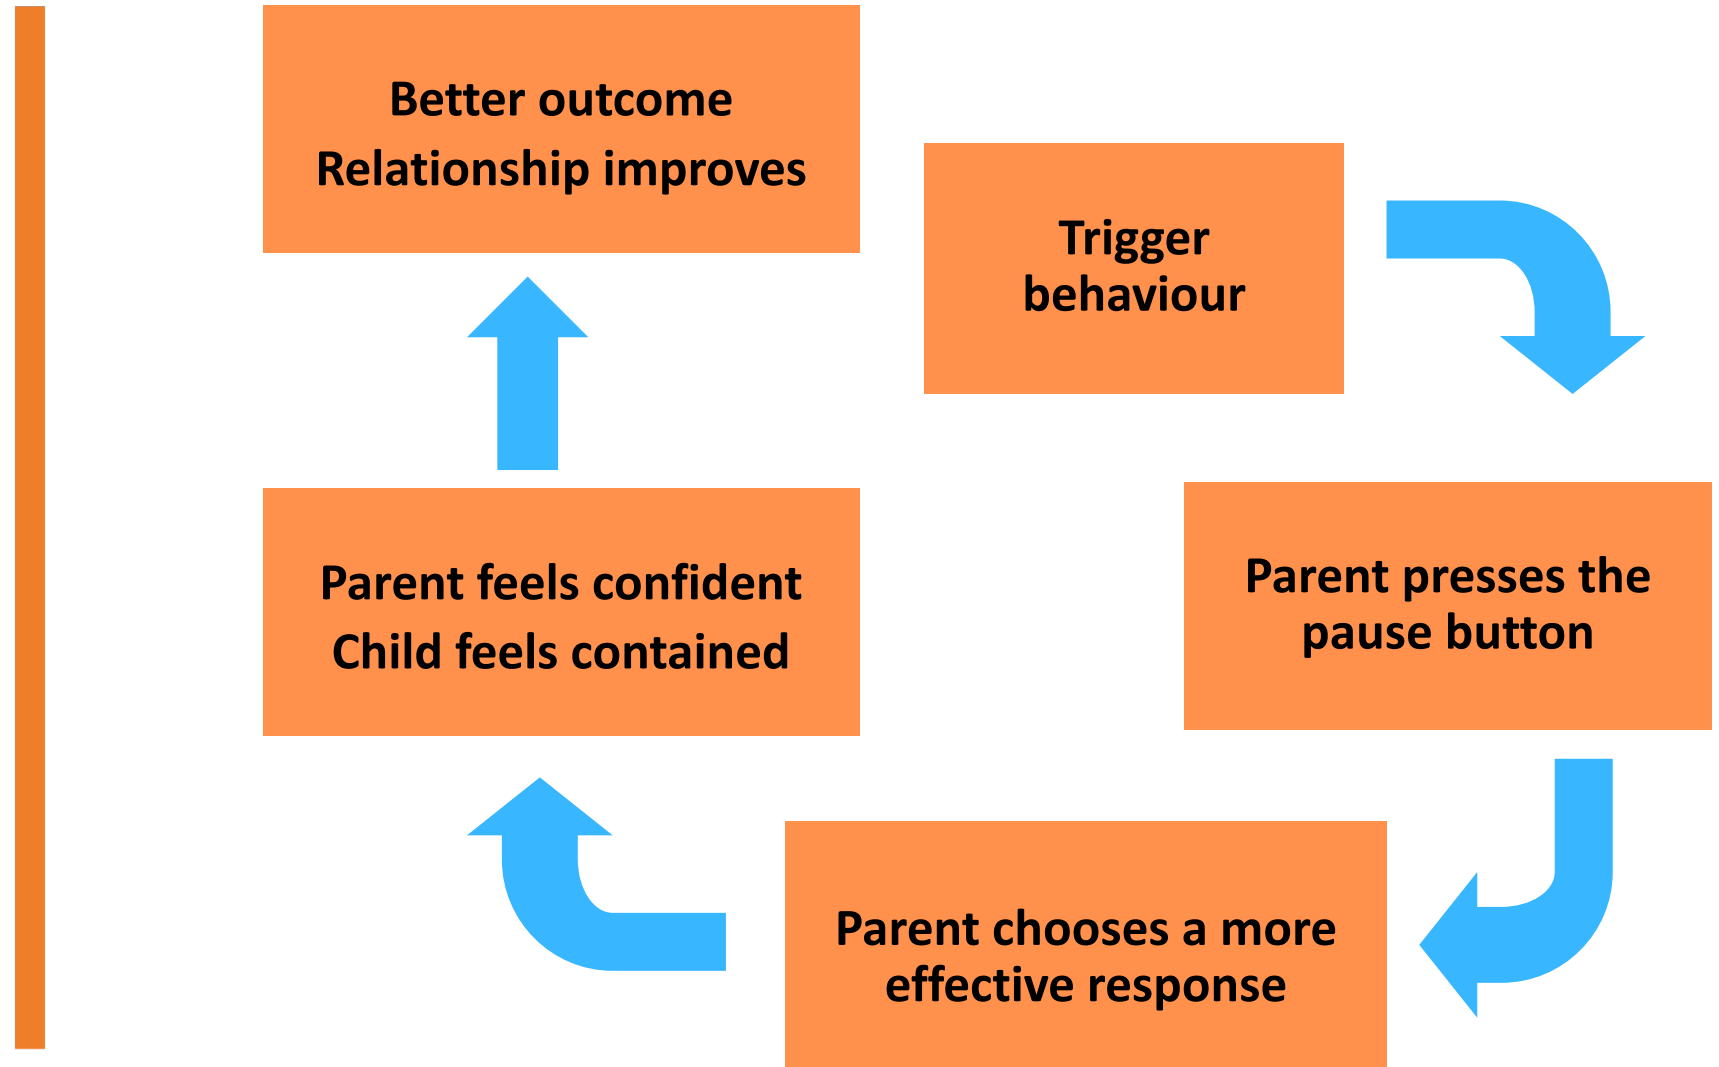 Better outcome
Relationship improves
Trigger
behaviour
Parent presses the
pause button
Parent chooses a more
effective response
Parent feels confident
Child feels contained